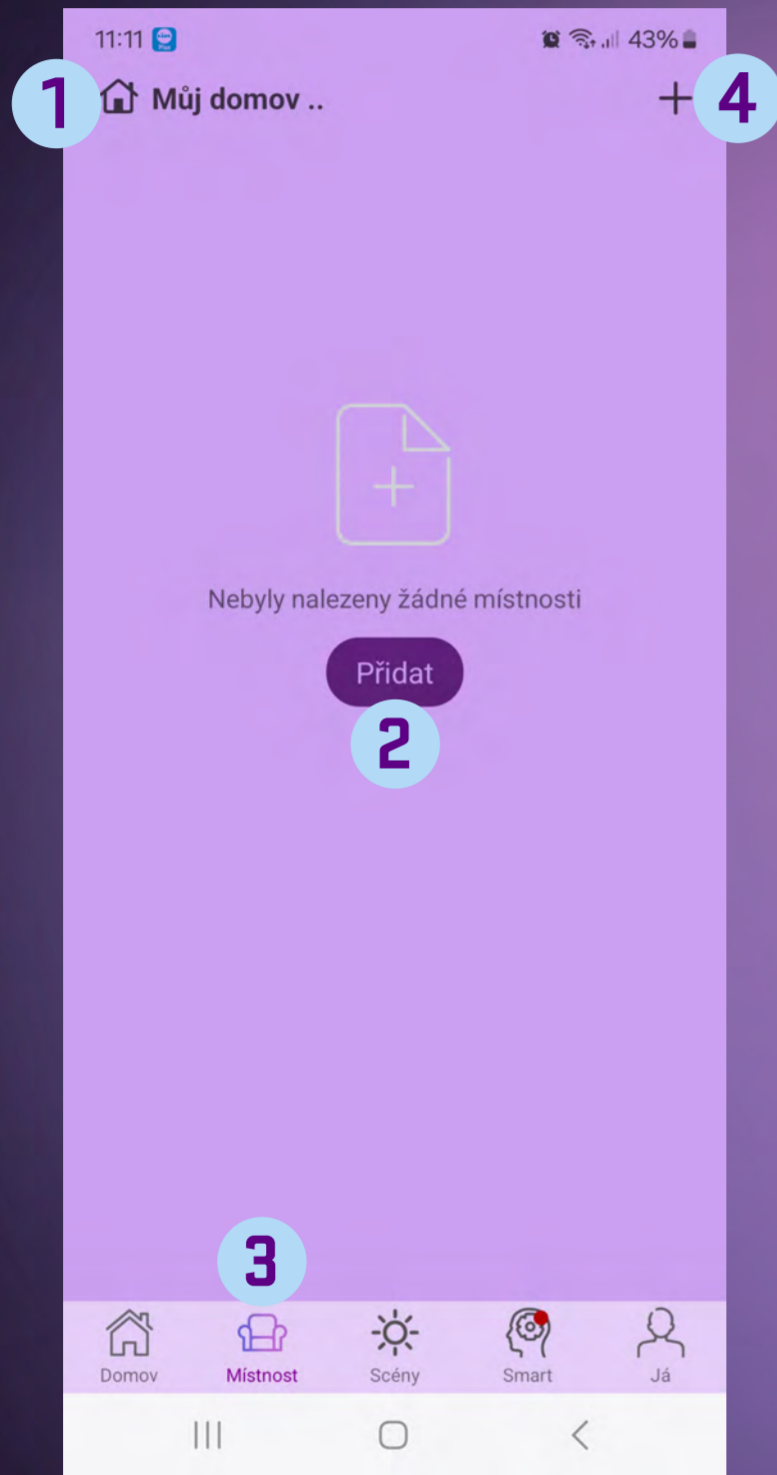 11:11
43%
1
Můj domov ..
4
Nebyly nalezeny žádné místnosti
Přidat
2
3
Domov
Místnost
Scény
Smart
Já